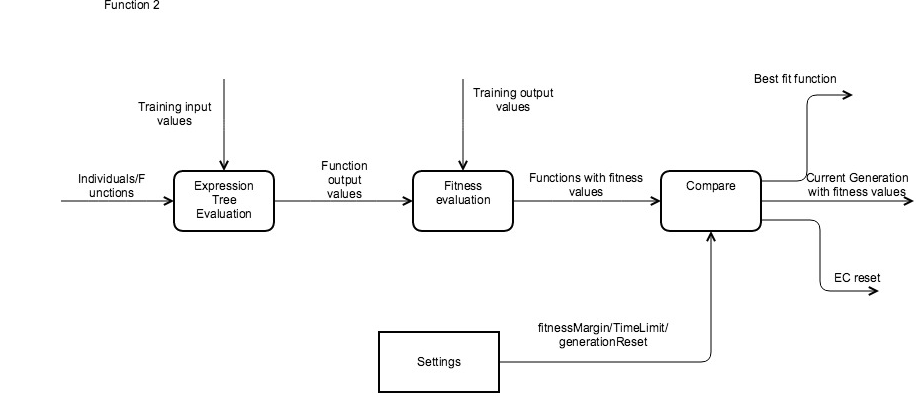 Function 2
Best fit function
Training input
values
Training output
values
Individuals/F
unctions
Expression
Tree
Evaluation
Function
output
values
Fitness
evaluation
Functions with fitness
values
Compare
Current Generation
with fitness values
EC reset
fitnessMargin/TimeLimit/
generationReset
Settings